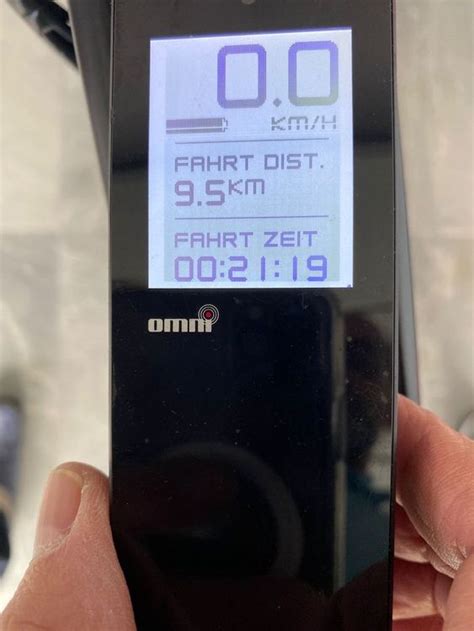 0.0
KM/H
FAHRT DIST.
9.5KM
FAHRT ZEIT
00:21:19
omni